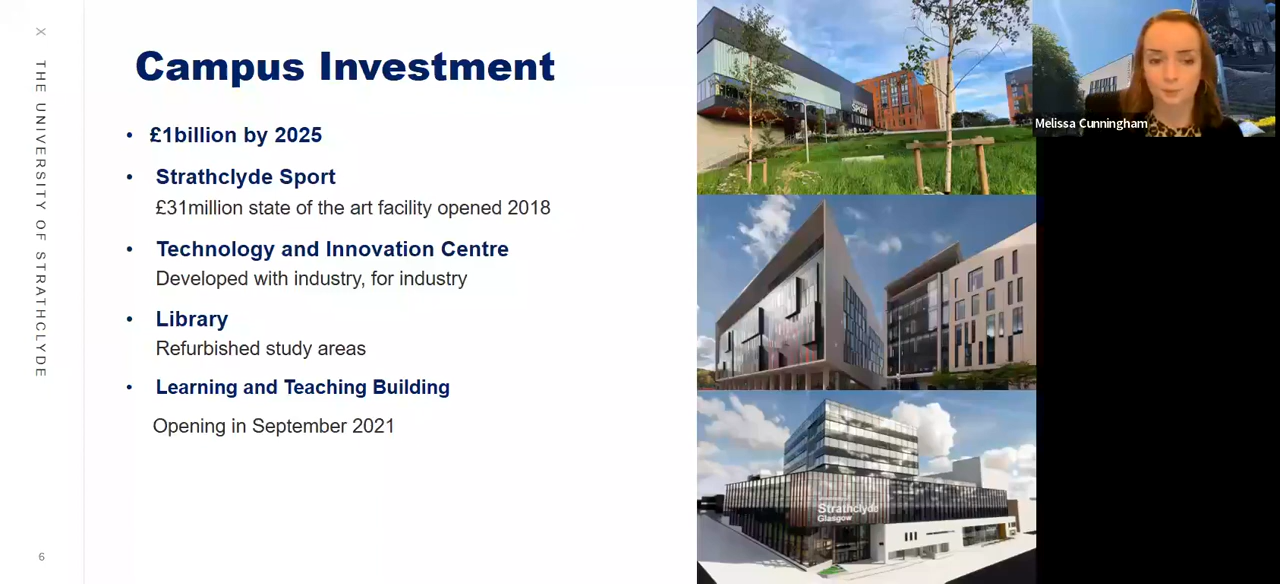 X THE UNIVERSITY OF STRATHCLYDE
Campus Investment
• £1billion by 2025
• Strathclyde Sport
£31million state of the art facility opened 2018
• Technology and Innovation Centre
Developed with industry, for industry
• Library
Refurbished study areas
• Learning and Teaching Building
Opening in September 2021
6
SPORT
Strathclyde
Glasgow
Melissa Cunningham